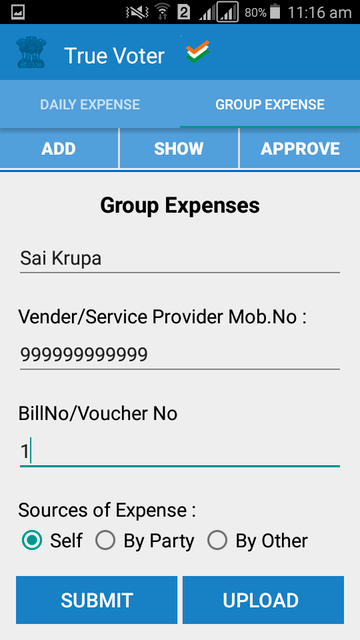 2 80% 11:16 am
True Voter
DAILY EXPENSE GROUP EXPENSE
ADD SHOW APPROVE
Group Expenses
Sai Krupa
Vender/Service Provider Mob.No :
999999999999
BillNo/Voucher No
1
Sources of Expense :
Self By Party By Other
SUBMIT UPLOAD